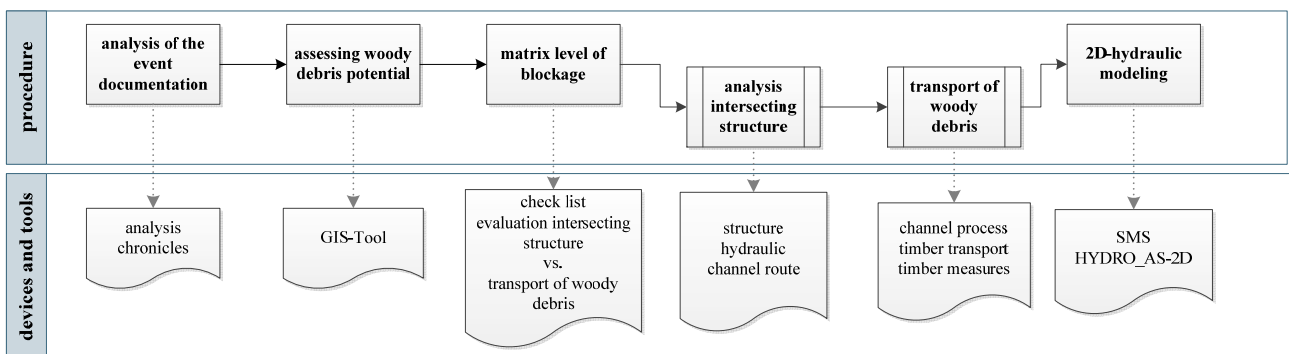 procedure
analysis of the
event
documentation
assessing woody
debris potential
matrix level of
blockage
analysis
intersecting
structure
transport of
woody
debris
2D-hydraulic
modeling
devices and tools
analysis
chronicles
GIS-Tool
check list
evaluation intersecting
structure
vs.
transport of woody
debris
structure
hydraulic
channel route
channel process
timber transport
timber measures
SMS
HYDRO_AS-2D